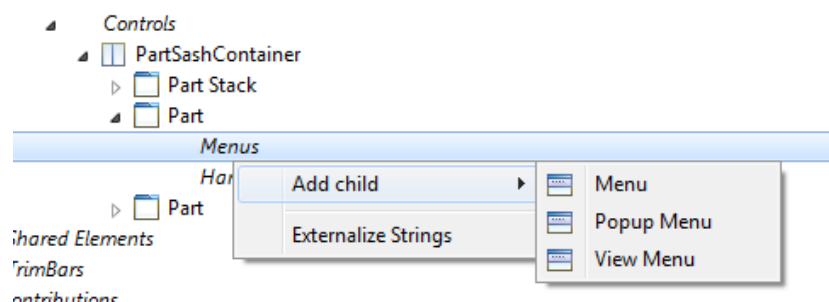 Controls
PartSashContainer
Part Stack
Part
Menus
Add child
Menu
Part
Popup Menu
Externalize Strings
View Menu
Shared Elements
TrimBars